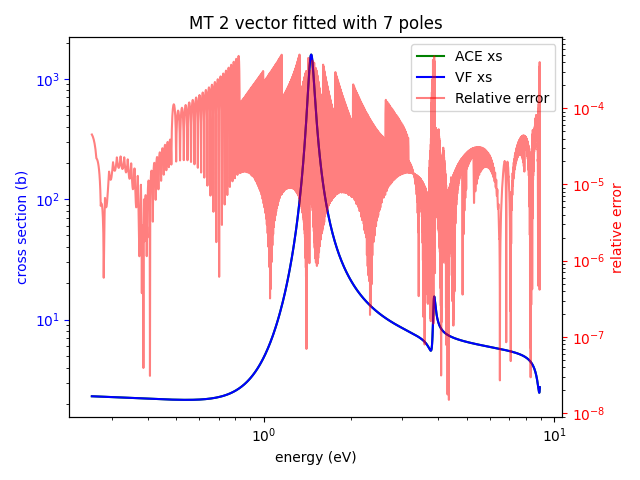 MT 2 vector fitted with 7 poles
ACE xs
VF xs
Relative error
cross section (b)
10³
10²
10¹
10⁻⁴
10⁻⁵
10⁻⁶
10⁻⁷
10⁻⁸
relative error
10⁰
10¹
energy (eV)